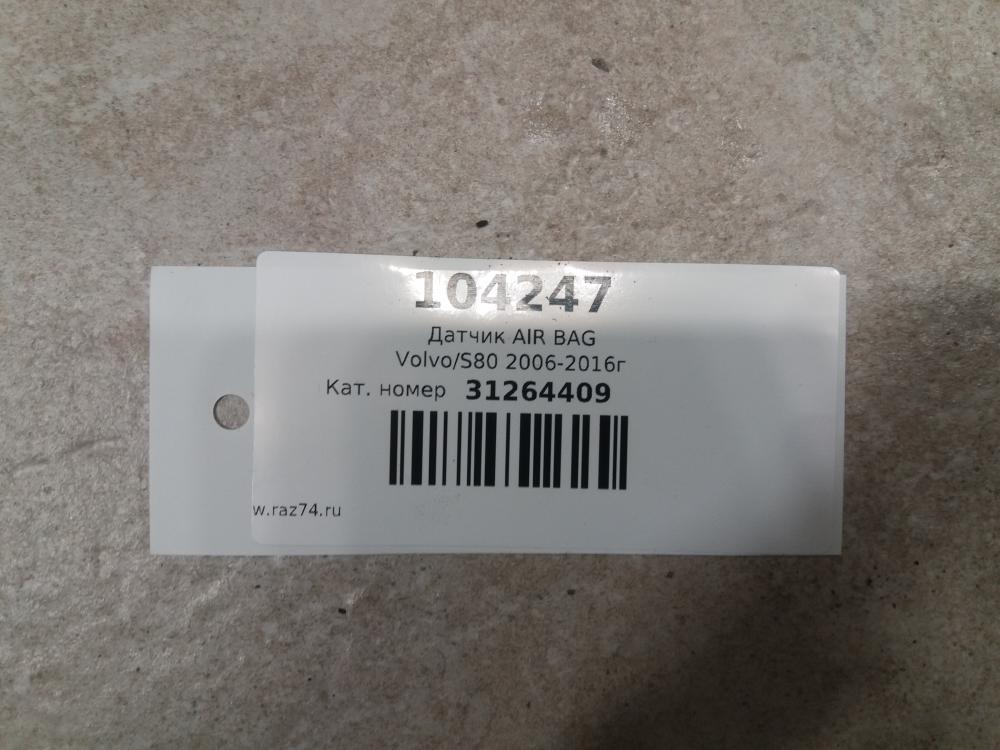 104247
Датчик AIR BAG
Volvo/S80 2006-2016г
Кат. номер 31264409
w.raz74.ru